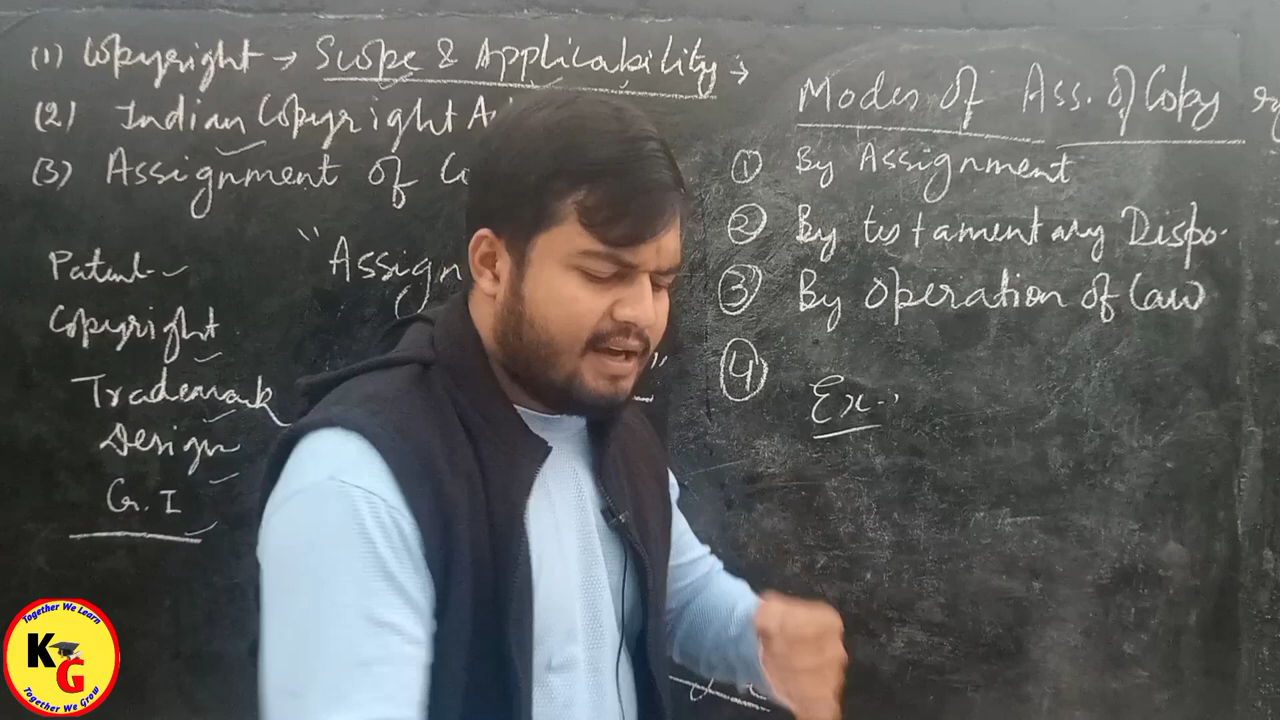 (1) Copyright → Scope & Applicability →
(2) Indian Copyright A
(3) Assignment of C
Patent
Copyright
Trademark
Design
G.I
"Assign
"
Modes of Ass. of Copy
① By Assignment
② By testamentary Dispo.
③ By Operation of Law
④
Ex.:
Together We Learn
KG
Together We Grow